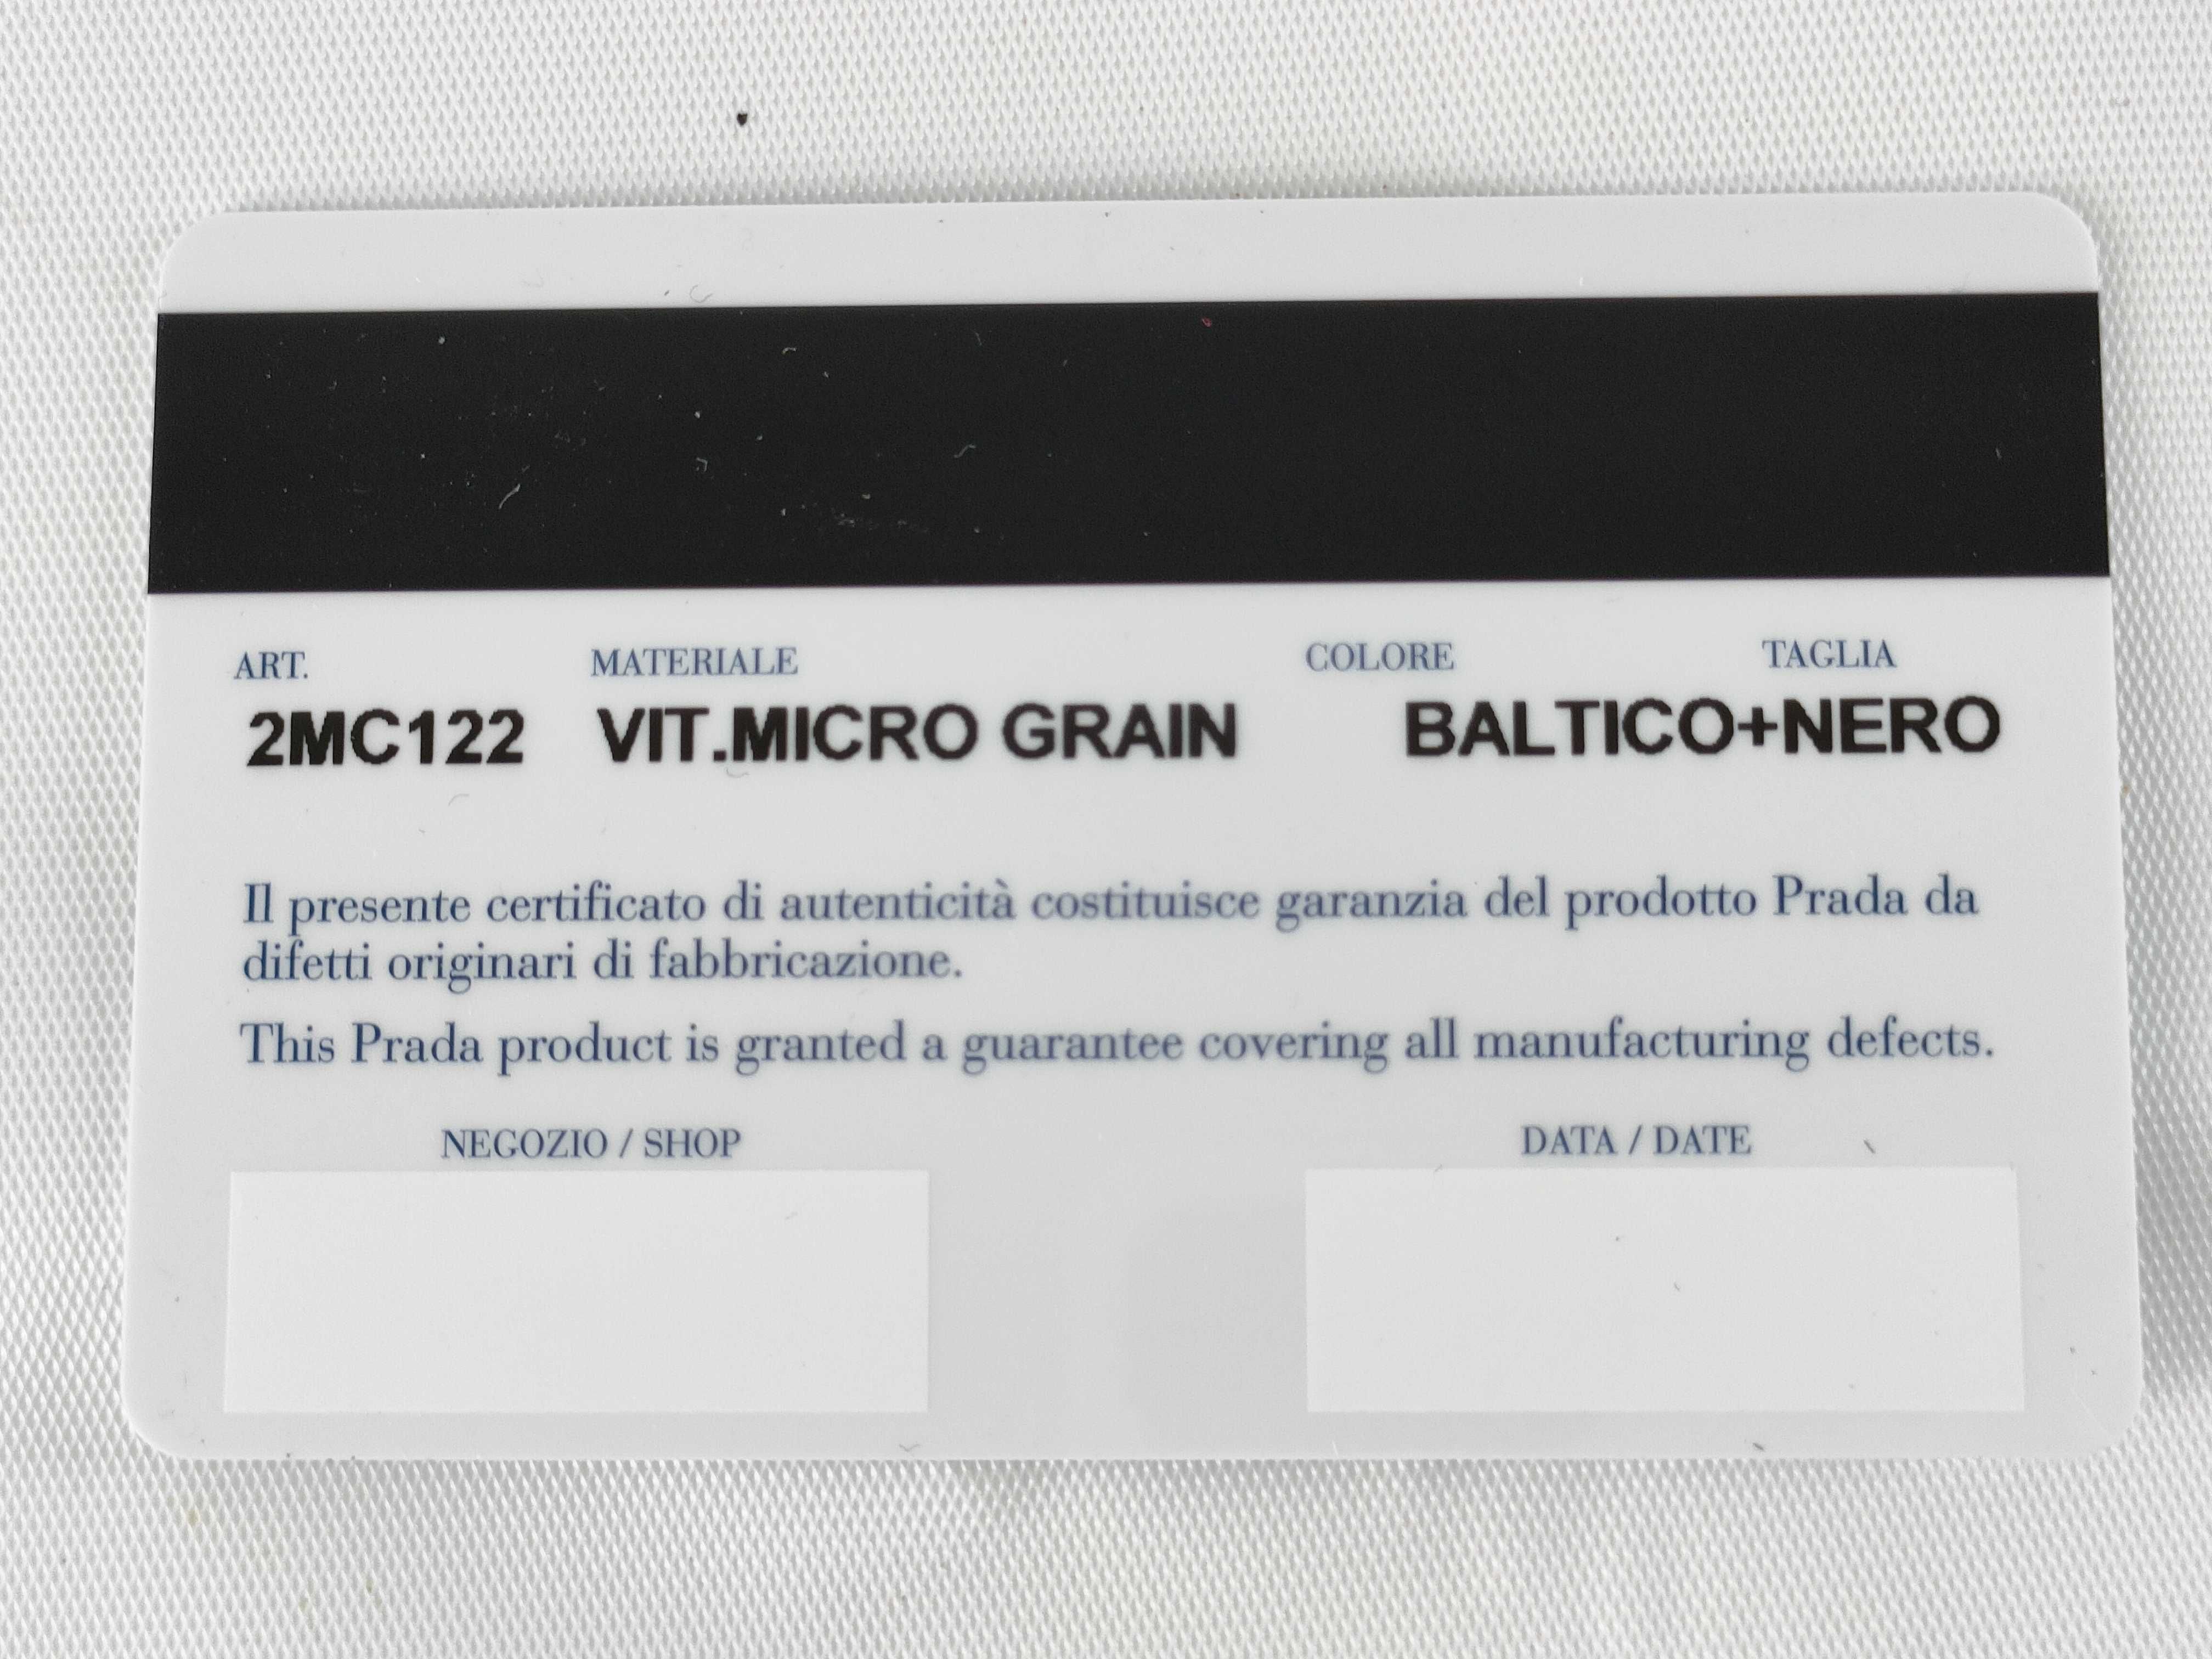 ART. MATERIALE COLORE TAGLIA
2MC122 VIT.MICRO GRAIN BALTICO+NERO
Il presente certificato di autenticità costituisce garanzia del prodotto Prada da
difetti originari di fabbricazione.
This Prada product is granted a guarantee covering all manufacturing defects.
NEGOZIO / SHOP DATA / DATE